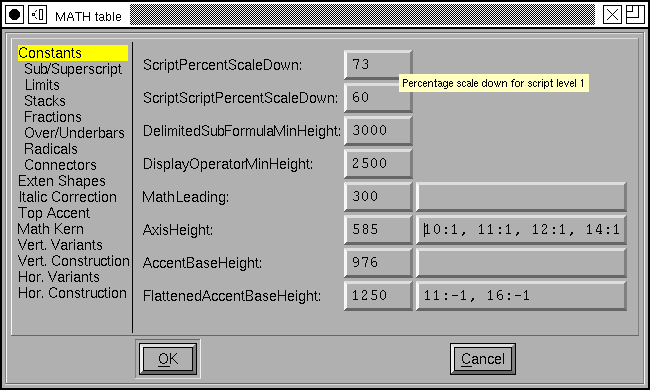 MATH table
Constants
Sub/Superscript
Limits
Stacks
Fractions
Over/Underbars
Radicals
Connectors
Exten Shapes
Italic Correction
Top Accent
Math Kern
Vert. Variants
Vert. Construction
Hor. Variants
Hor. Construction
ScriptPercentScaleDown: 73
Percentage scale down for script level 1
ScriptScriptPercentScaleDown: 60
DelimitedSubFormulaMinHeight: 3000
DisplayOperatorMinHeight: 2500
MathLeading: 300
AxisHeight: 585 10:1, 11:1, 12:1, 14:1
AccentBaseHeight: 976
FlattenedAccentBaseHeight: 1250 11:-1, 16:-1
OK Cancel